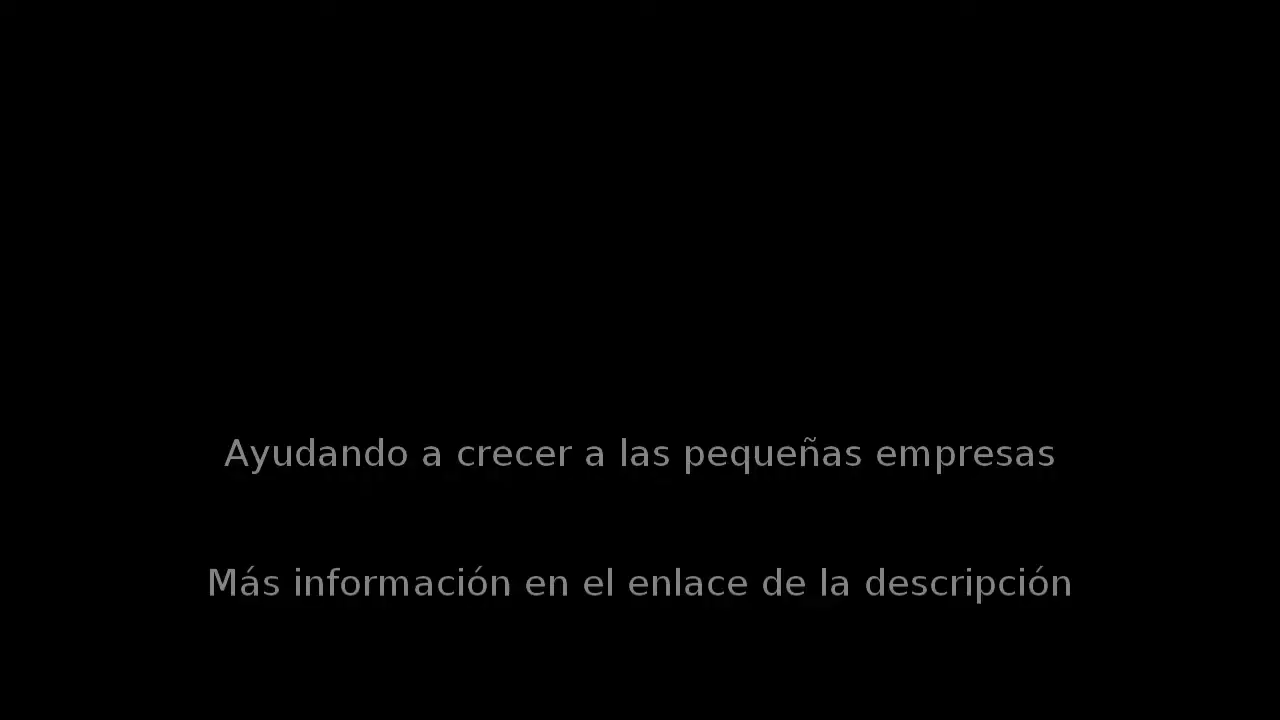 Ayudando a crecer a las pequeñas empresas
Más información en el enlace de la descripción